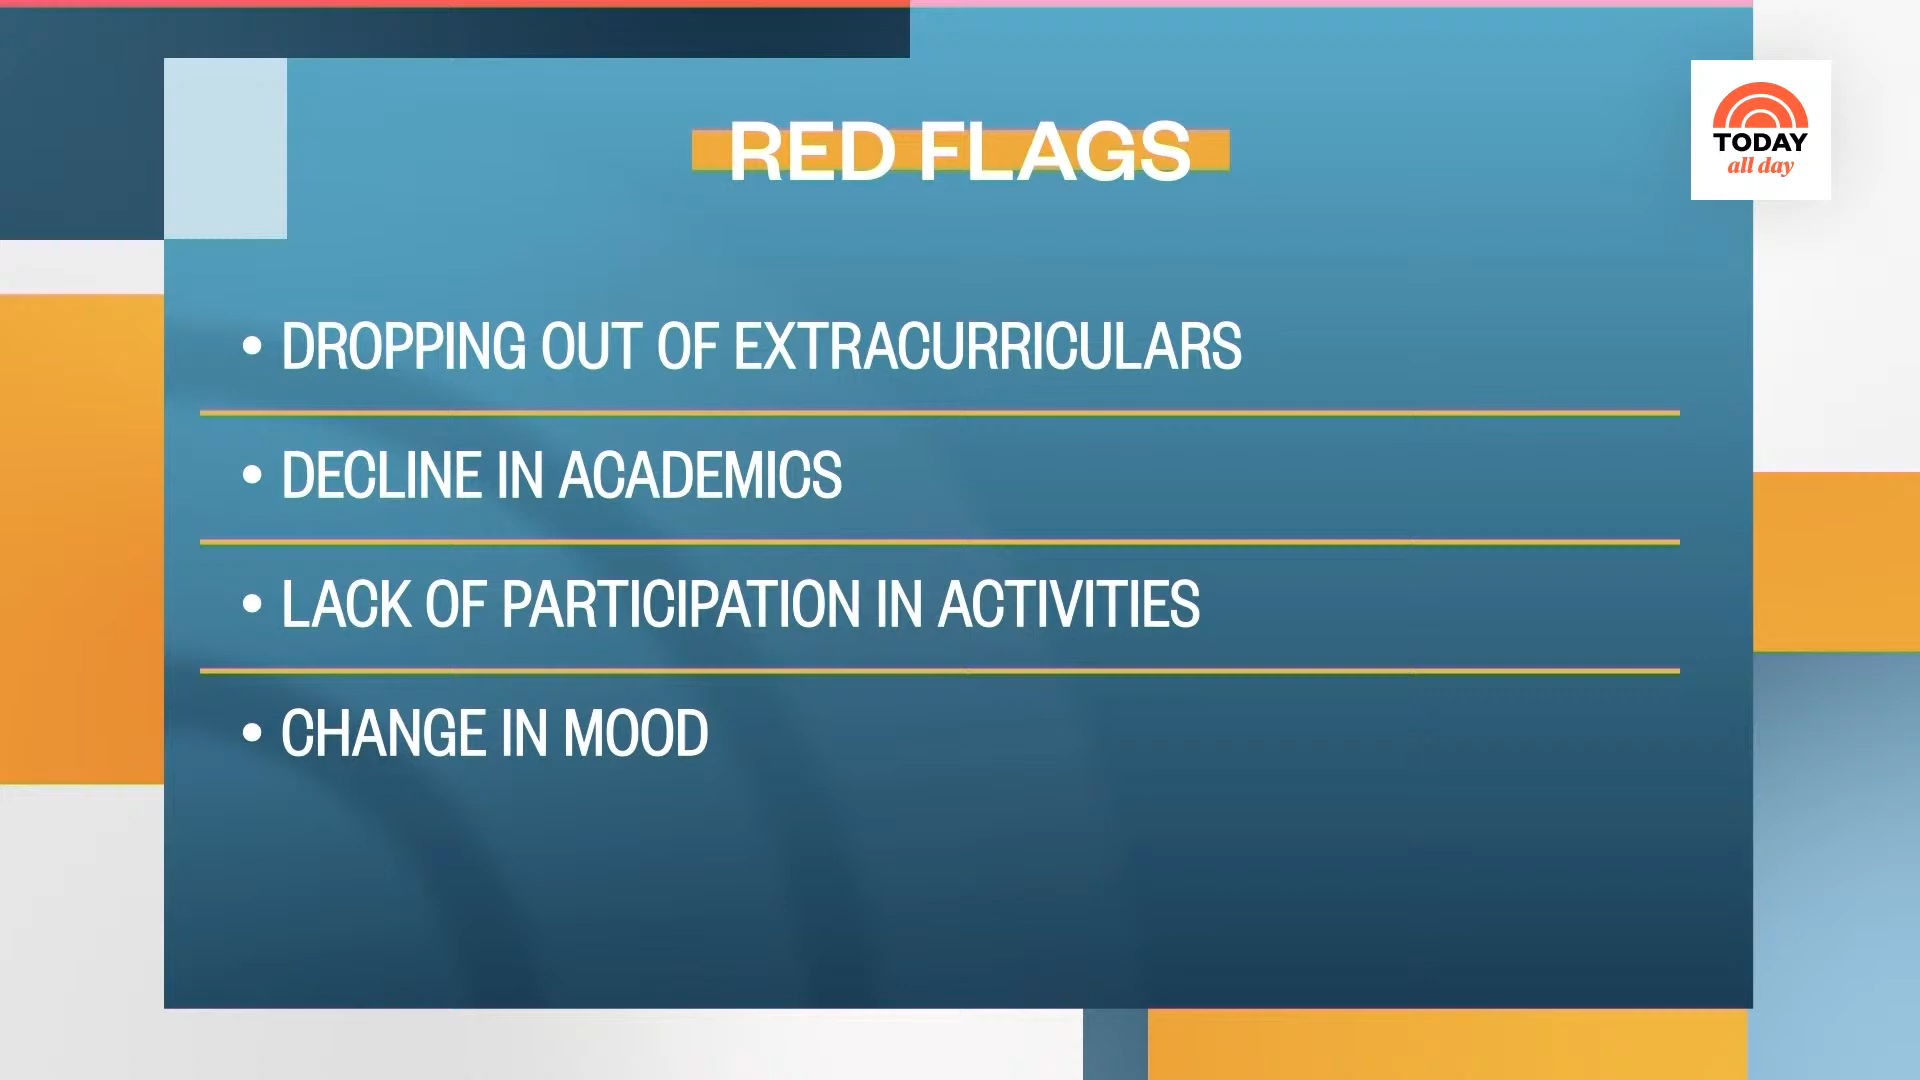 RED FLAGS
TODAY
all day
• DROPPING OUT OF EXTRACURRICULARS
• DECLINE IN ACADEMICS
• LACK OF PARTICIPATION IN ACTIVITIES
• CHANGE IN MOOD